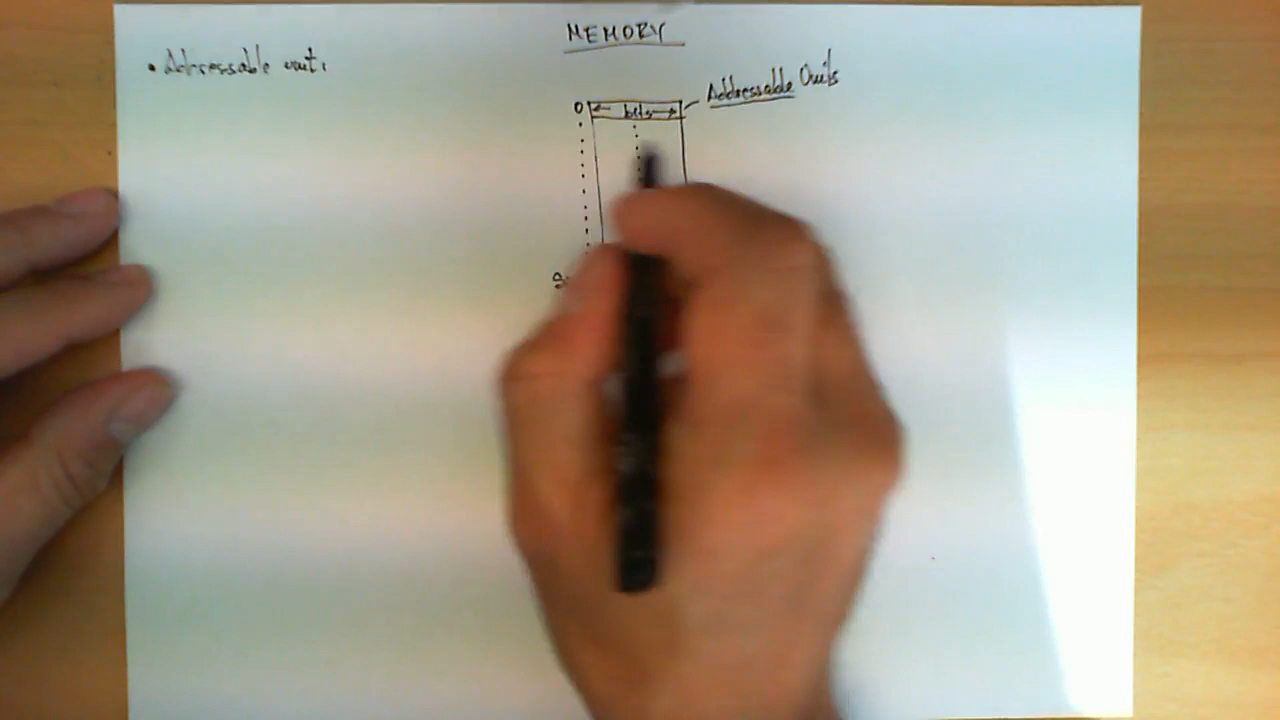 MEMORY
• Addressable unit:
Addressable Units
0 ← bits →